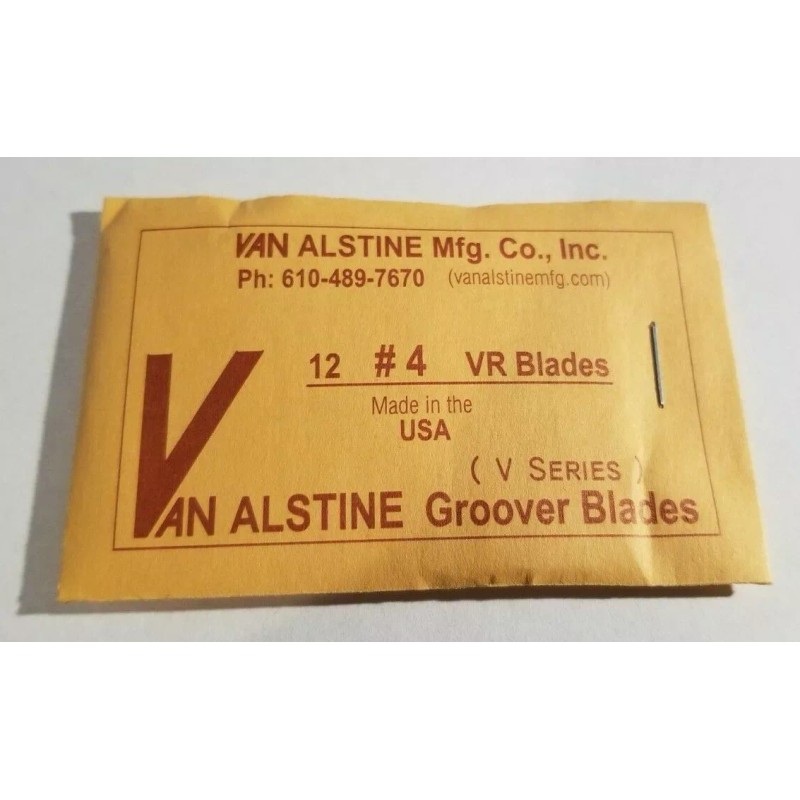 VAN ALSTINE Mfg. Co., Inc.
Ph: 610-489-7670 (vanalstinemfg.com)
12 #4 VR Blades
Made in the
USA
( V SERIES )
VAN ALSTINE Groover Blades